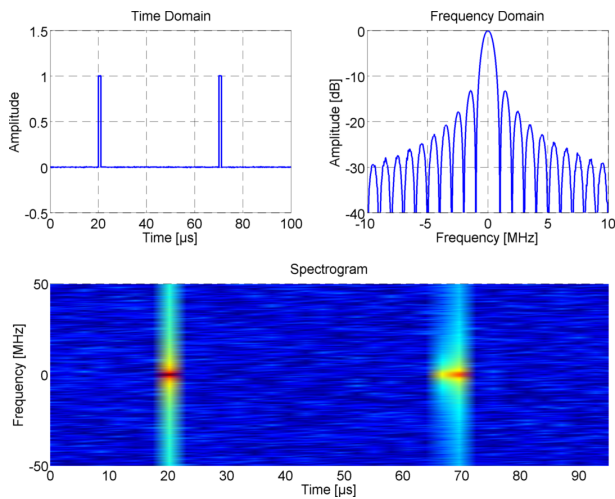 Time Domain
1.5
1
0.5
0
-0.5
Amplitude
0 20 40 60 80 100
Time [µs]
Frequency Domain
0
-10
-20
-30
-40
Amplitude [dB]
-10 -5 0 5 10
Frequency [MHz]
Spectrogram
50
0
-50
Frequency [MHz]
0 10 20 30 40 50 60 70 80 90
Time [µs]